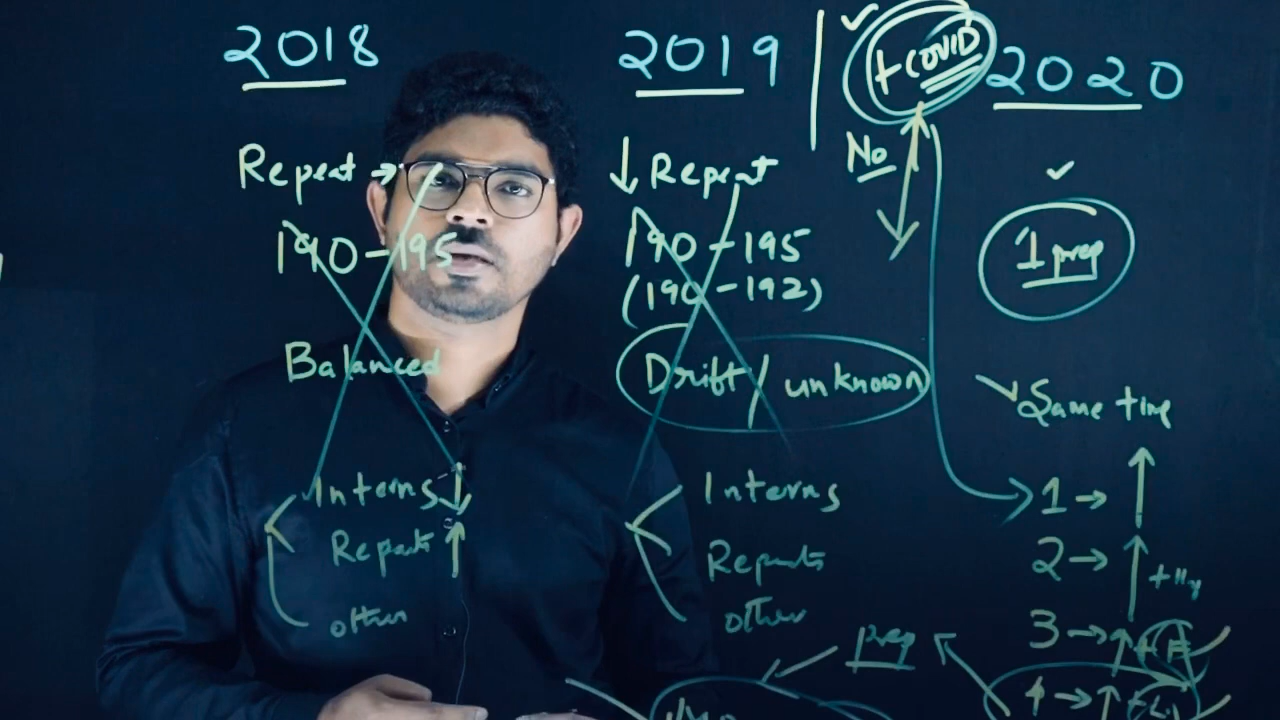 2018
Repeat →
190-195
Balanced
Interns ↓
Repeats ↑
other
2019
↓ Repeat
190-195
(190-192)
Drift / unknown
Interns
Repeats
other
prep
+COVID
No
2020
1 prep
Same time
1 → ↑
2 → ↑
3 → ↑
4 → ↑